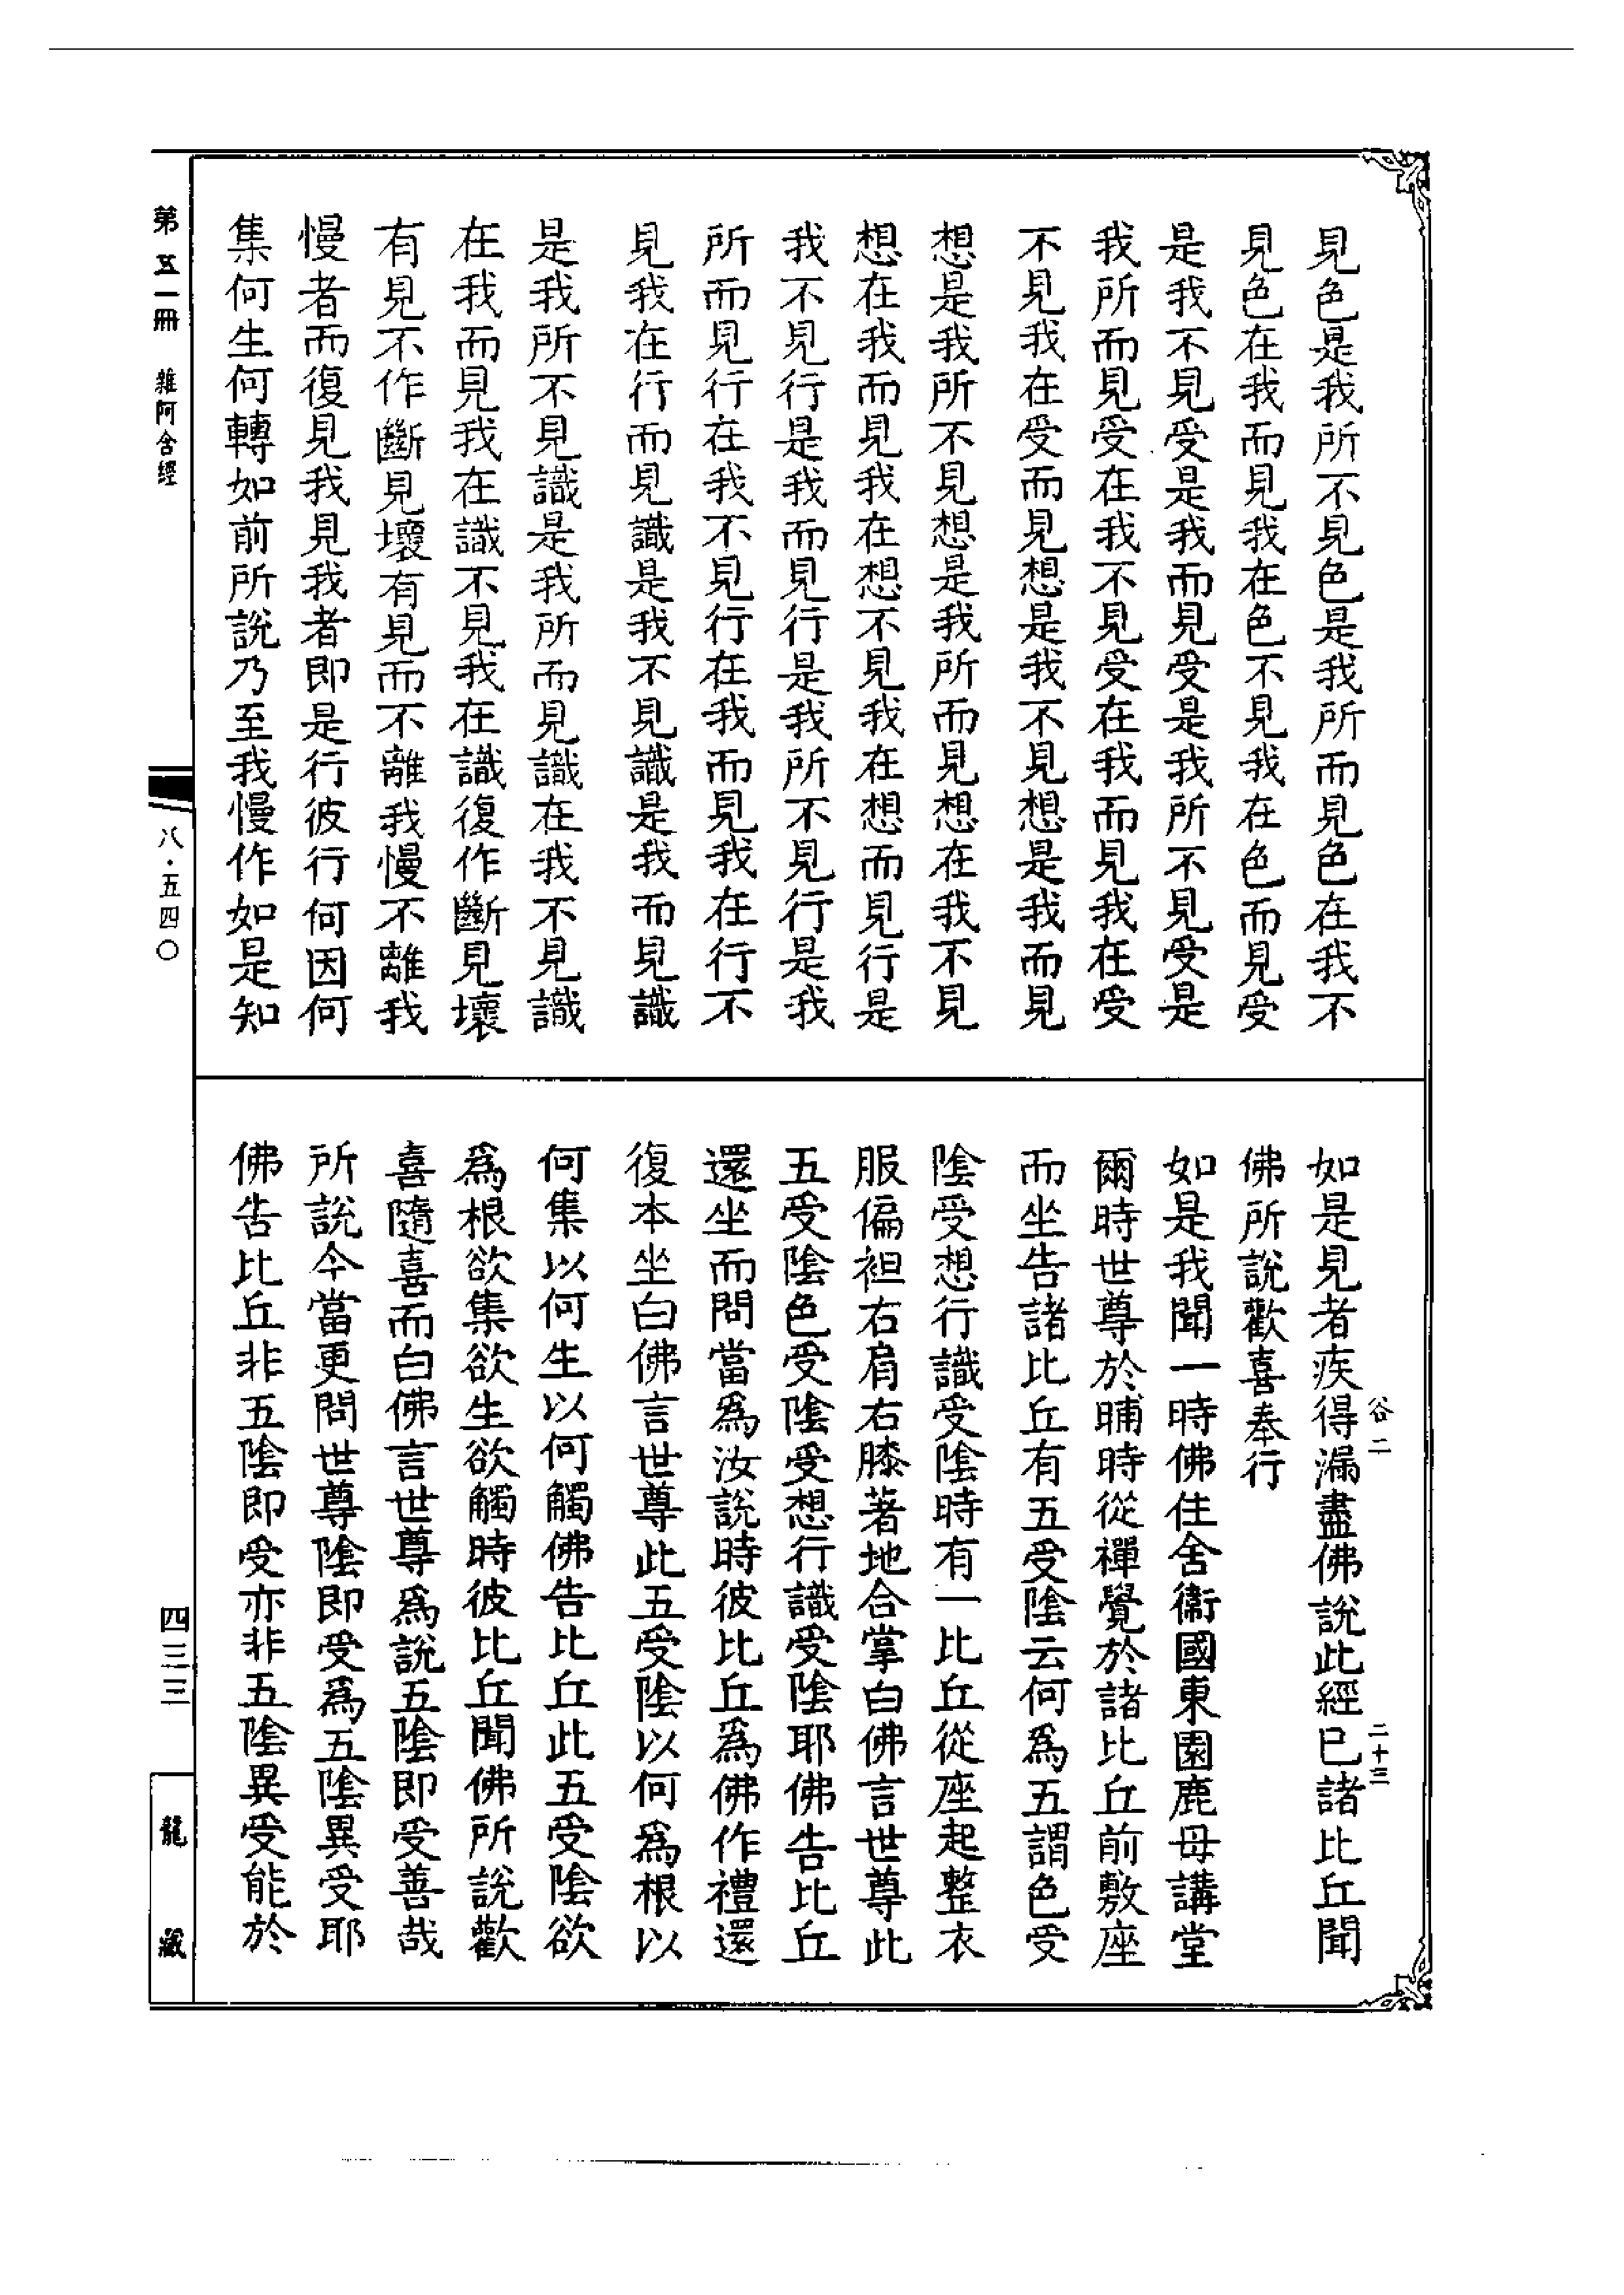 見色是我所不見色是我所而見色在我不
見色在我而見我在色不見我在色而見受
是我不見受是我而見受是我所不見受是
我所而見受在我不見受在我而見我在受
不見我在受而見想是我不見想是我而見
想是我所不見想是我所而見想在我不見
想在我而見我在想不見我在想而見行是
我不見行是我而見行是我所不見行是我
所而見行在我不見行在我而見我在行不
見我在行而見識是我不見識是我而見識
是我所不見識是我所而見識在我不見識
在我而見我在識不見我在識復作斷見壞
有見不作斷見壞有見而不離我慢不離我
慢者而復見我見我者即是行彼行何因何
集何生何轉如前所說乃至我慢作如是知
如是見者疾得漏盡佛說此經已諸比丘聞
佛所說歡喜奉行
如是我聞一時佛住舍衞國東園鹿母講堂
爾時世尊於晡時從禪覺於諸比丘前敷座
而坐告諸比丘有五受陰云何為五謂色受
陰受想行識受陰時有一比丘從座起整衣
服偏袒右肩右膝著地合掌白佛言世尊此
五受陰色受陰受想行識受陰耶佛告比丘
還坐而問當為汝說時彼比丘為佛作禮還
復本坐白佛言世尊此五受陰以何為根以
何集以何生以何觸佛告比丘此五受陰欲
為根欲集欲生欲觸時彼比丘聞佛所說歡
喜隨喜而白佛言世尊為說五陰即受善哉
所說今當更問世尊陰即受為五陰異受耶
佛告比丘非五陰即受亦非五陰異受能於
谷二
二十三
第五一冊　雜阿含經
八·五四〇
四三三
龍藏